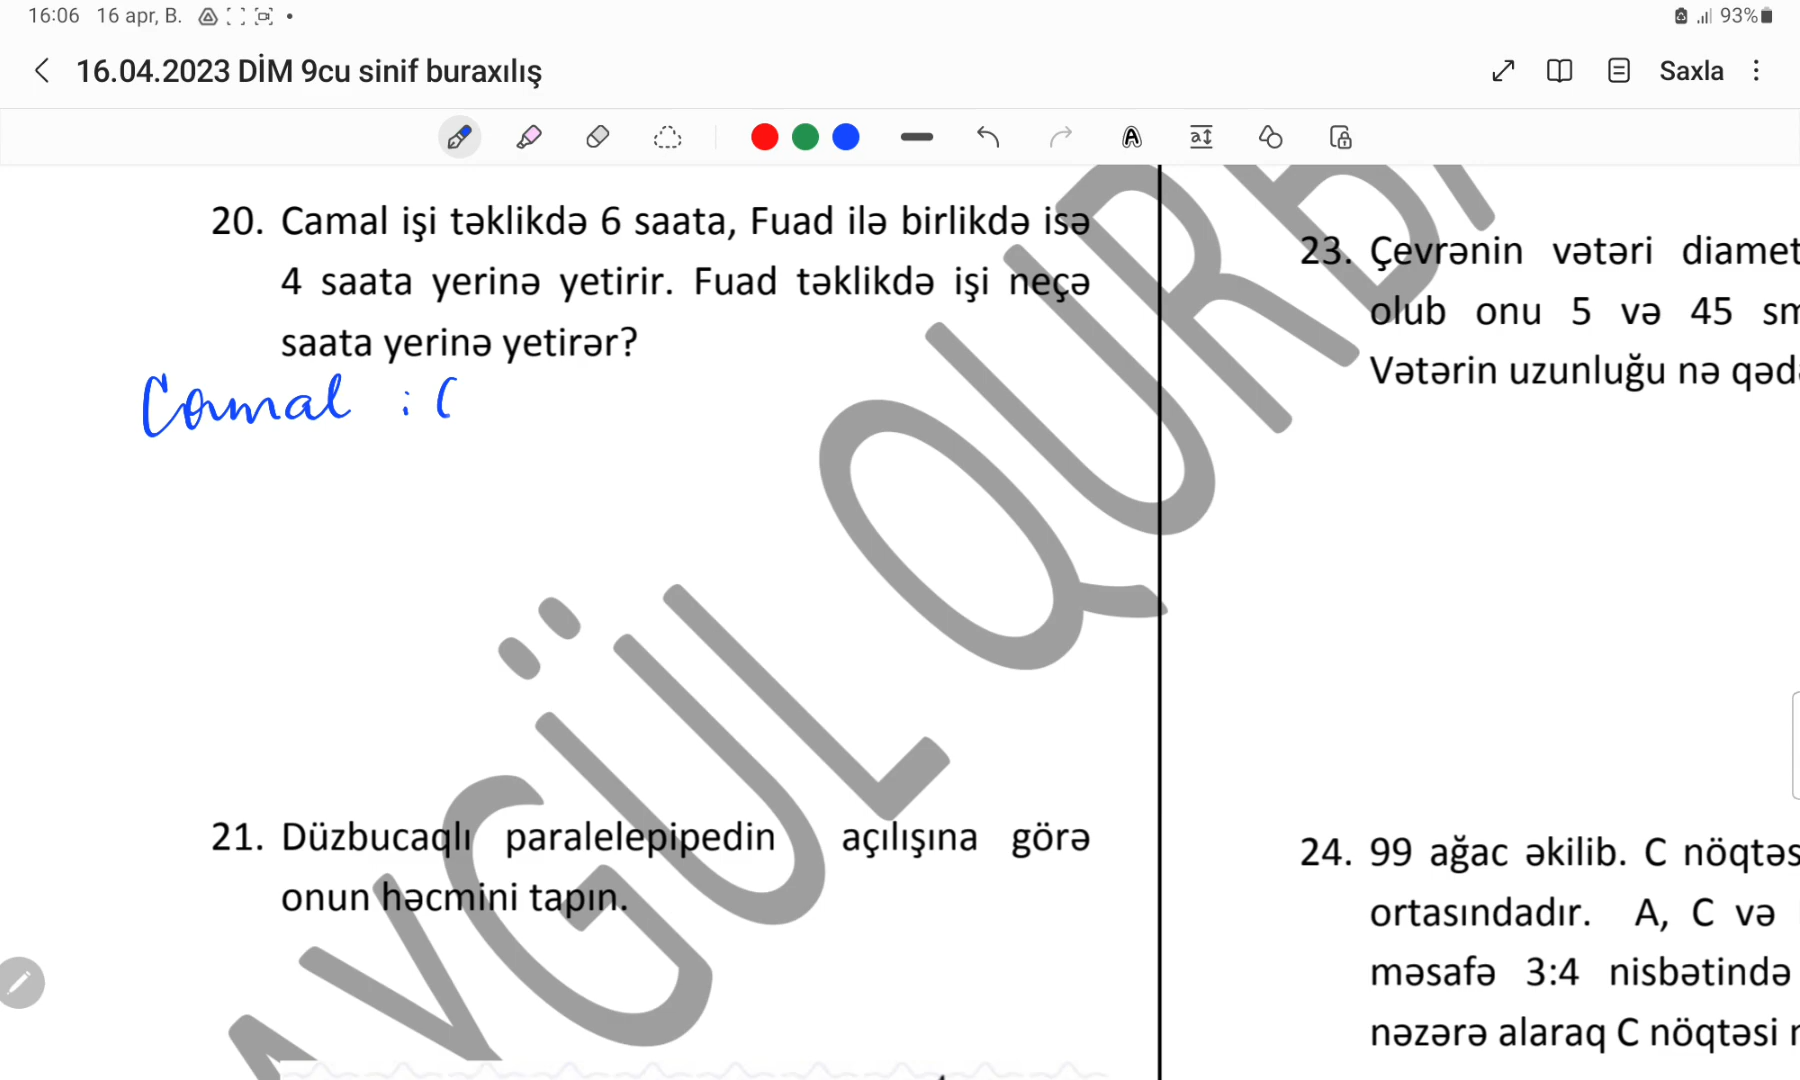 16:06 16 apr, B.
93%
16.04.2023 DİM 9cu sinif buraxılış
Saxla
20. Camal işi təklikdə 6 saata, Fuad ilə birlikdə isə
4 saata yerinə yetirir. Fuad təklikdə işi neçə
saata yerinə yetirər?
Camal : (
21. Düzbucaqlı paralelepipedin açılışına görə
onun həcmini tapın.
23. Çevrənin vətəri diamet
olub onu 5 və 45 sm
Vətərin uzunluğu nə qəd
24. 99 ağac əkilib. C nöqtəs
ortasındadır. A, C və
məsafə 3:4 nisbətində
nəzərə alaraq C nöqtəsi
AYGÜL QURBA